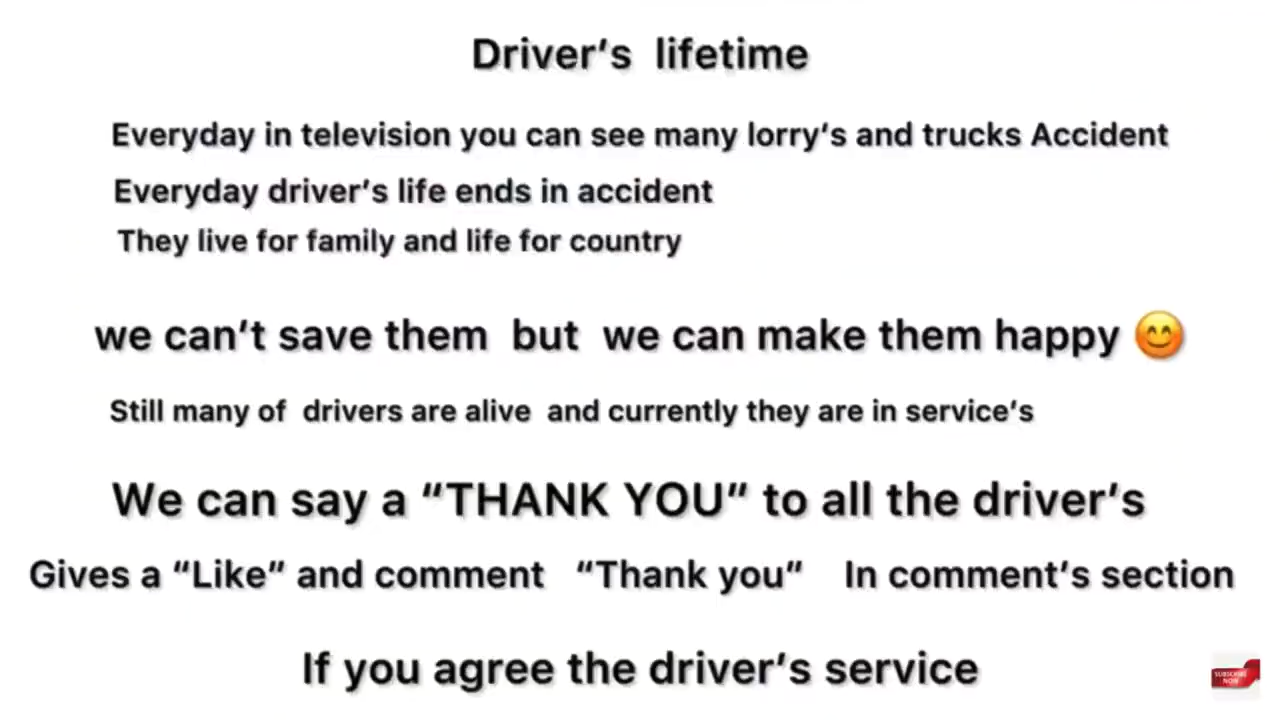 Driver’s lifetime
Everyday in television you can see many lorry’s and trucks Accident
Everyday driver’s life ends in accident
They live for family and life for country
we can’t save them but we can make them happy 😊
Still many of drivers are alive and currently they are in service’s
We can say a “THANK YOU” to all the driver’s
Gives a “Like” and comment “Thank you” In comment’s section
If you agree the driver’s service
SUBSCRIBE
NOW